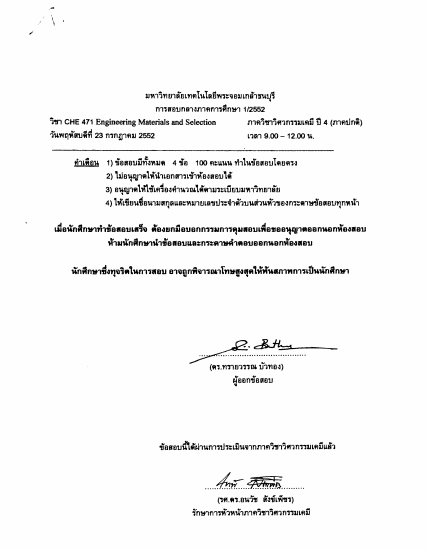 มหาวิทยาลัยเทคโนโลยีพระจอมเกล้าธนบุรี
การสอบกลางภาคการศึกษา 1/2552
วิชา CHE 471 Engineering Materials and Selection ภาควิชาวิศวกรรมเคมี ปี 4 (ภาคปกติ)
วันพฤหัสบดีที่ 23 กรกฎาคม 2552 เวลา 9.00 – 12.00 น.
คำเตือน 1) ข้อสอบมีทั้งหมด 4 ข้อ 100 คะแนน ทำในข้อสอบโดยตรง
2) ไม่อนุญาตให้นำเอกสารเข้าห้องสอบได้
3) อนุญาตให้ใช้เครื่องคำนวณได้ตามระเบียบมหาวิทยาลัย
4) ให้เขียนชื่อนามสกุลและหมายเลขประจำตัวบนส่วนหัวของกระดาษข้อสอบทุกหน้า
เมื่อนักศึกษาทำข้อสอบเสร็จ ต้องยกมือบอกกรรมการคุมสอบเพื่อขออนุญาตออกนอกห้องสอบ
ห้ามนักศึกษานำข้อสอบและกระดาษคำตอบออกนอกห้องสอบ
นักศึกษาซึ่งทุจริตในการสอบ อาจถูกพิจารณาโทษสูงสุดให้พ้นสภาพการเป็นนักศึกษา
(ดร.ทรายวรรณ บัวทอง)
ผู้ออกข้อสอบ
ข้อสอบนี้ได้ผ่านการประเมินจากภาควิชาวิศวกรรมเคมีแล้ว
(รศ.ดร.อนวัช สังข์เพ็ชร)
รักษาการหัวหน้าภาควิชาวิศวกรรมเคมี